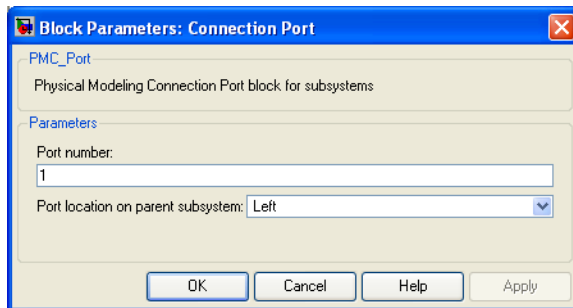 Block Parameters: Connection Port
PMC_Port
Physical Modeling Connection Port block for subsystems
Parameters
Port number:
1
Port location on parent subsystem: Left
OK Cancel Help Apply